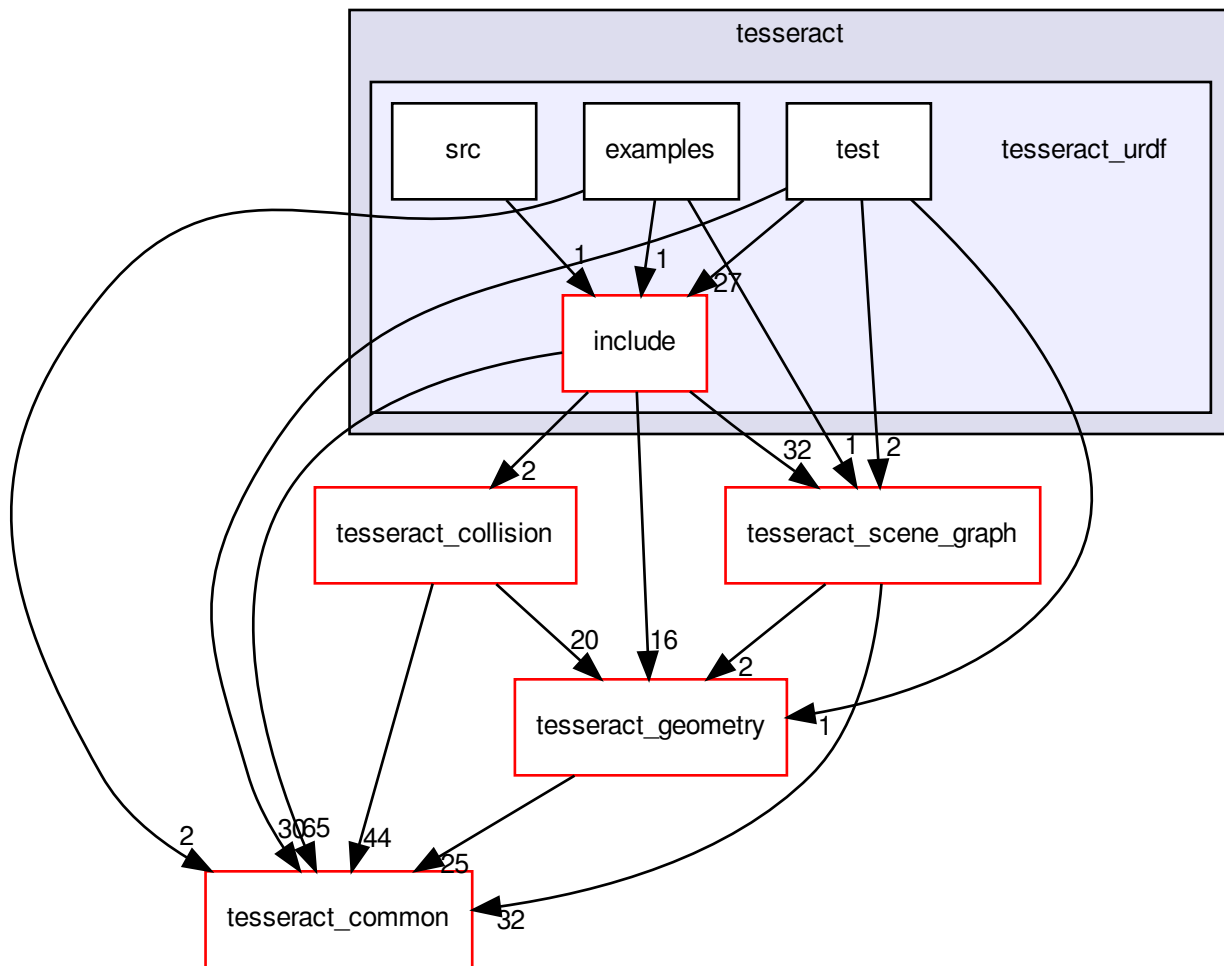 tesseract
src
examples
test
tesseract_urdf
1
1
27
include
32
1
2
2
tesseract_collision
tesseract_scene_graph
20
16
2
tesseract_geometry
1
2
30
65
44
25
tesseract_common
32